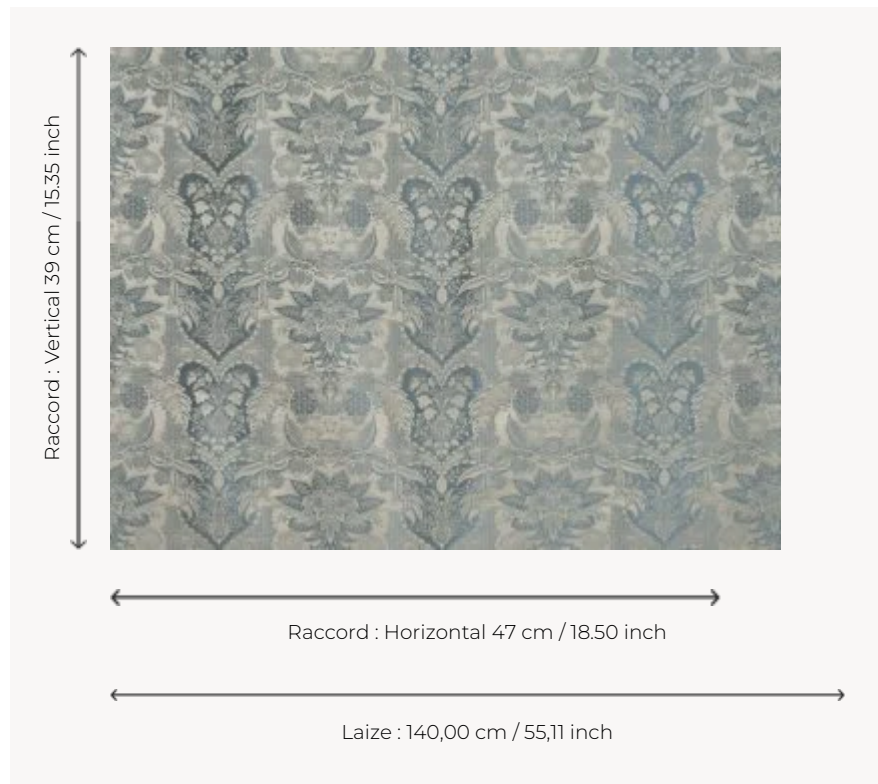 Raccord : Vertical 39 cm / 15.35 inch
Raccord : Horizontal 47 cm / 18.50 inch
Laize : 140,00 cm / 55,11 inch